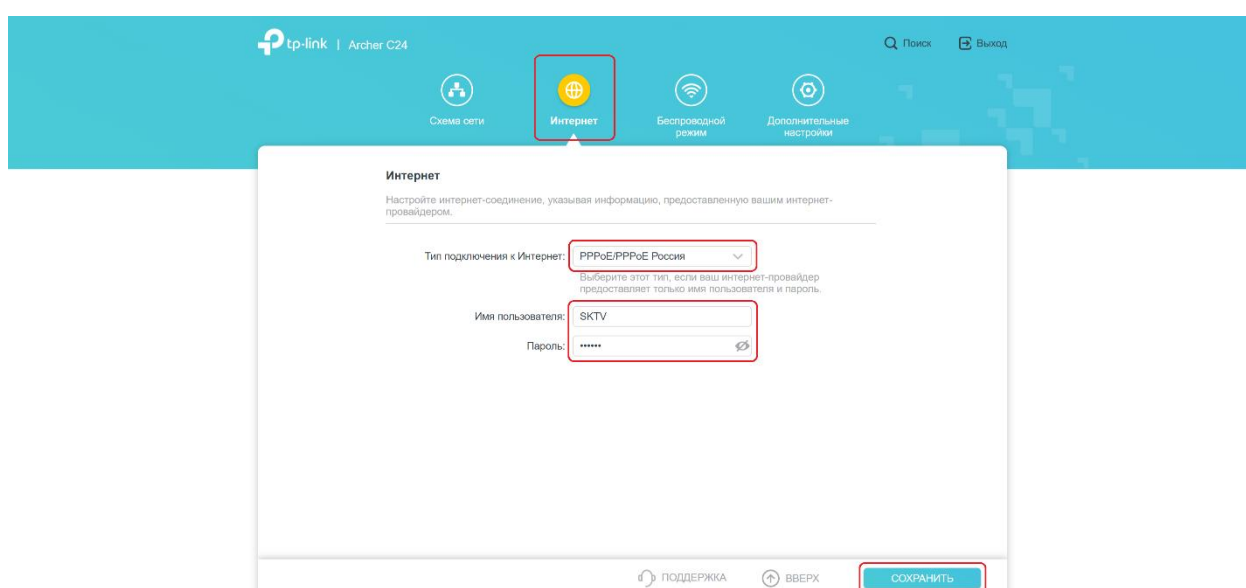 tp-link | Archer C24
Поиск
Выход
Схема сети
Интернет
Беспроводной
режим
Дополнительные
настройки
Интернет
Настройте интернет-соединение, указывая информацию, предоставленную вашим интернет-
провайдером.
Тип подключения к Интернет: PPPoE/PPPoE Россия
Выберите этот тип, если ваш интернет-провайдер
предоставляет только имя пользователя и пароль.
Имя пользователя: SKTV
Пароль: ••••••
ПОДДЕРЖКА
ВВЕРХ
СОХРАНИТЬ